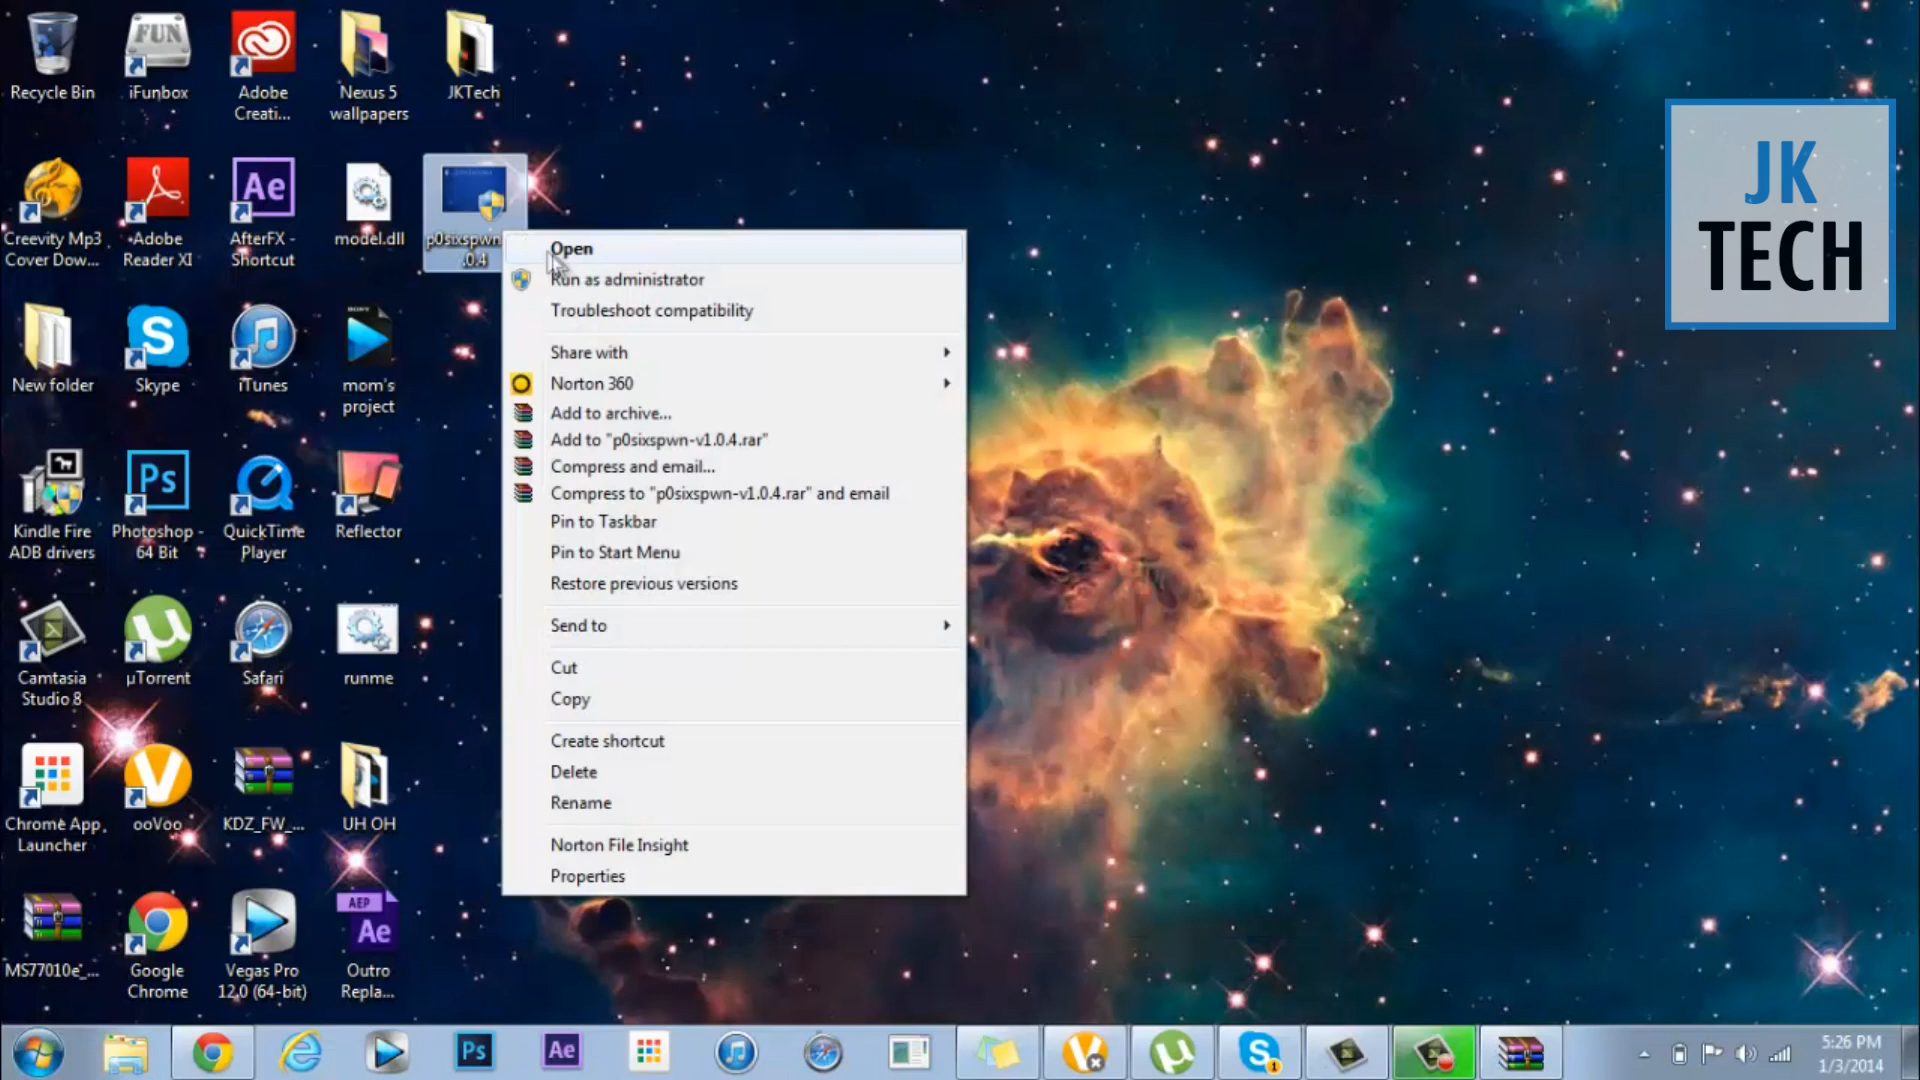 Recycle Bin
iFunbox
Adobe
Creati...
Nexus 5
wallpapers
JKTech
Creevity Mp3
Cover Dow...
Adobe
Reader XI
AfterFX -
Shortcut
model.dll
p0sixspwn
.0.4
New folder
Skype
iTunes
mom's
project
Kindle Fire
ADB drivers
Photoshop -
64 Bit
QuickTime
Player
Reflector
Camtasia
Studio 8
µTorrent
Safari
runme
Chrome App
Launcher
ooVoo
KDZ_FW_...
UH OH
MS77010e_...
Google
Chrome
Vegas Pro
12.0 (64-bit)
Outro
Repla...
FUN
Ae
SONY
Ps
AEP
Ae
Open
Run as administrator
Troubleshoot compatibility
Share with
Norton 360
Add to archive...
Add to "p0sixspwn-v1.0.4.rar"
Compress and email...
Compress to "p0sixspwn-v1.0.4.rar" and email
Pin to Taskbar
Pin to Start Menu
Restore previous versions
Send to
Cut
Copy
Create shortcut
Delete
Rename
Norton File Insight
Properties
JK
TECH
Ps
Ae
1
5:26 PM
1/3/2014